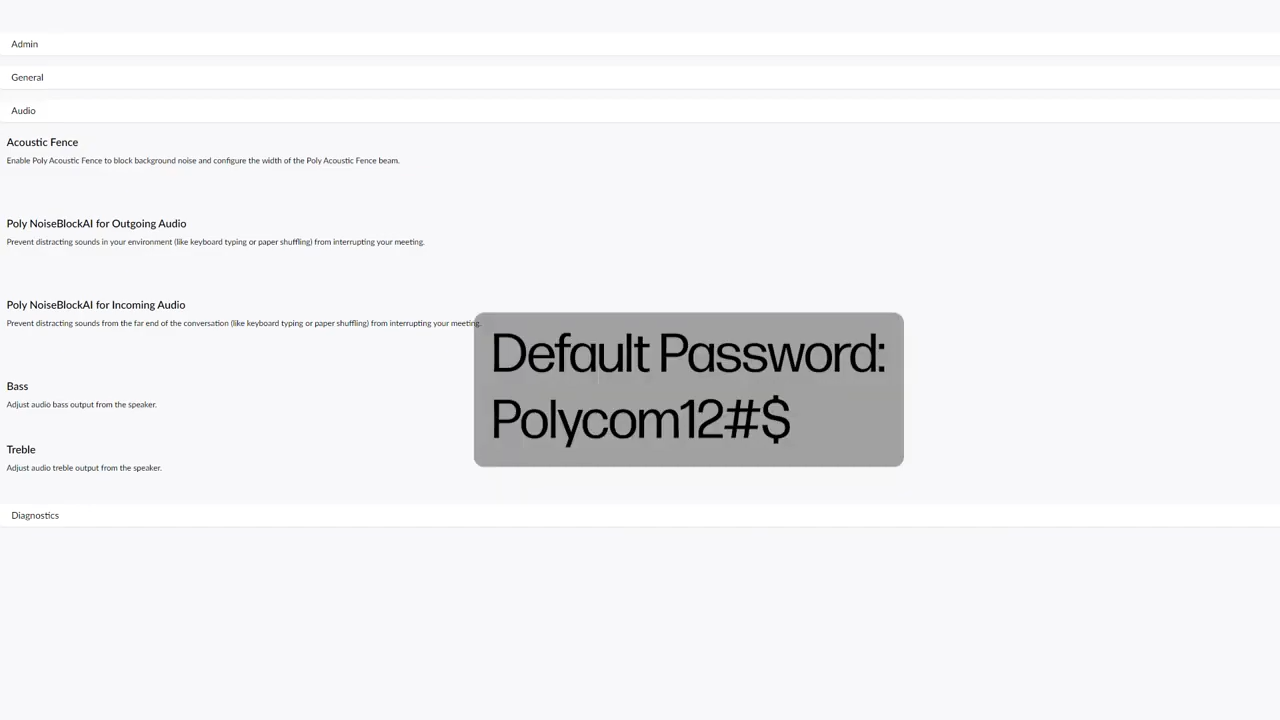 Admin
General
Audio
Acoustic Fence
Enable Poly Acoustic Fence to block background noise and configure the width of the Poly Acoustic Fence beam.
Poly NoiseBlockAI for Outgoing Audio
Prevent distracting sounds in your environment (like keyboard typing or paper shuffling) from interrupting your meeting.
Poly NoiseBlockAI for Incoming Audio
Prevent distracting sounds from the far end of the conversation (like keyboard typing or paper shuffling) from interrupting your meeting.
Default Password:
Polycom12#$
Bass
Adjust audio bass output from the speaker.
Treble
Adjust audio treble output from the speaker.
Diagnostics